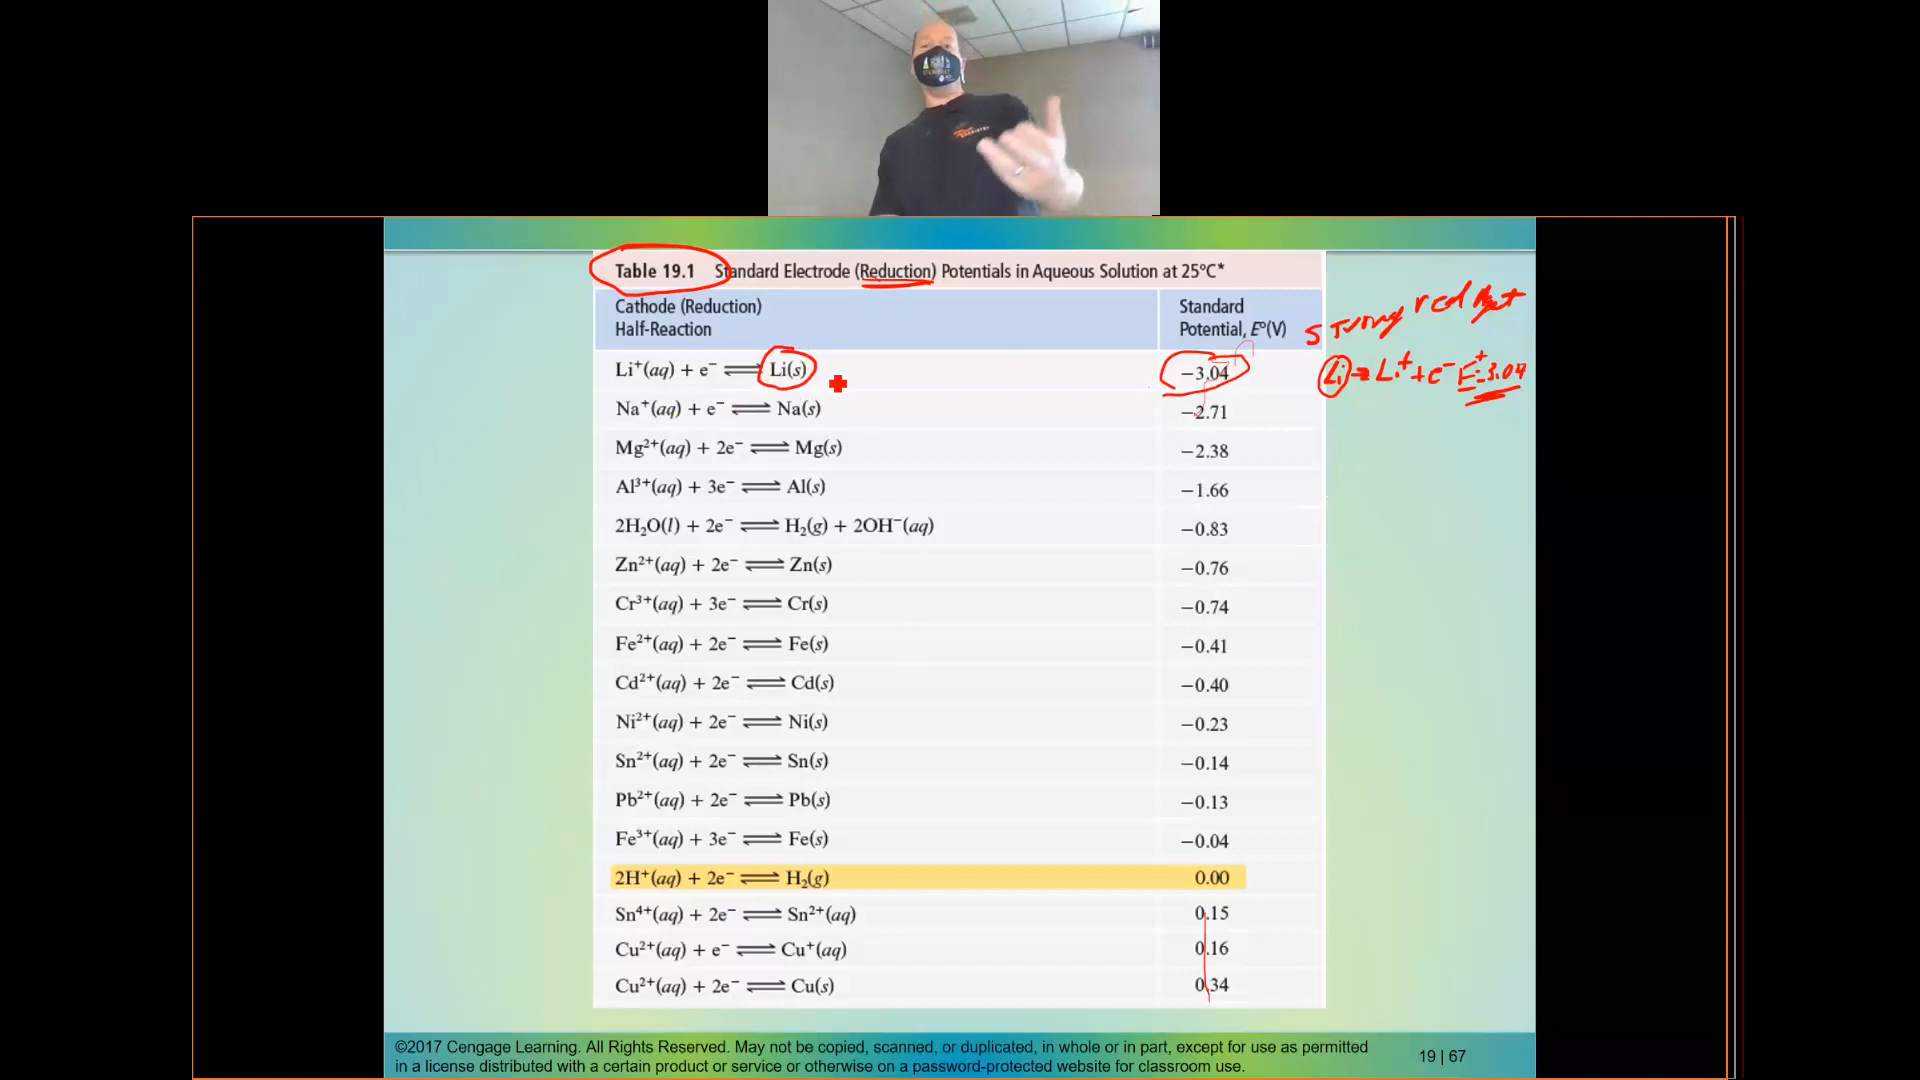 CHEMISTRY
Table 19.1 Standard Electrode (Reduction) Potentials in Aqueous Solution at 25°C*
Cathode (Reduction)
Half-Reaction
Standard
Potential, E°(V)
Strong red Agt
Li⁺(aq) + e⁻ ⇌ Li(s) −3.04
Li → Li⁺ + e⁻ E = +3.04
Na⁺(aq) + e⁻ ⇌ Na(s) −2.71
Mg²⁺(aq) + 2e⁻ ⇌ Mg(s) −2.38
Al³⁺(aq) + 3e⁻ ⇌ Al(s) −1.66
2H₂O(l) + 2e⁻ ⇌ H₂(g) + 2OH⁻(aq) −0.83
Zn²⁺(aq) + 2e⁻ ⇌ Zn(s) −0.76
Cr³⁺(aq) + 3e⁻ ⇌ Cr(s) −0.74
Fe²⁺(aq) + 2e⁻ ⇌ Fe(s) −0.41
Cd²⁺(aq) + 2e⁻ ⇌ Cd(s) −0.40
Ni²⁺(aq) + 2e⁻ ⇌ Ni(s) −0.23
Sn²⁺(aq) + 2e⁻ ⇌ Sn(s) −0.14
Pb²⁺(aq) + 2e⁻ ⇌ Pb(s) −0.13
Fe³⁺(aq) + 3e⁻ ⇌ Fe(s) −0.04
2H⁺(aq) + 2e⁻ ⇌ H₂(g) 0.00
Sn⁴⁺(aq) + 2e⁻ ⇌ Sn²⁺(aq) 0.15
Cu²⁺(aq) + e⁻ ⇌ Cu⁺(aq) 0.16
Cu²⁺(aq) + 2e⁻ ⇌ Cu(s) 0.34
©2017 Cengage Learning. All Rights Reserved. May not be copied, scanned, or duplicated, in whole or in part, except for use as permitted
in a license distributed with a certain product or service or otherwise on a password-protected website for classroom use.
19 | 67